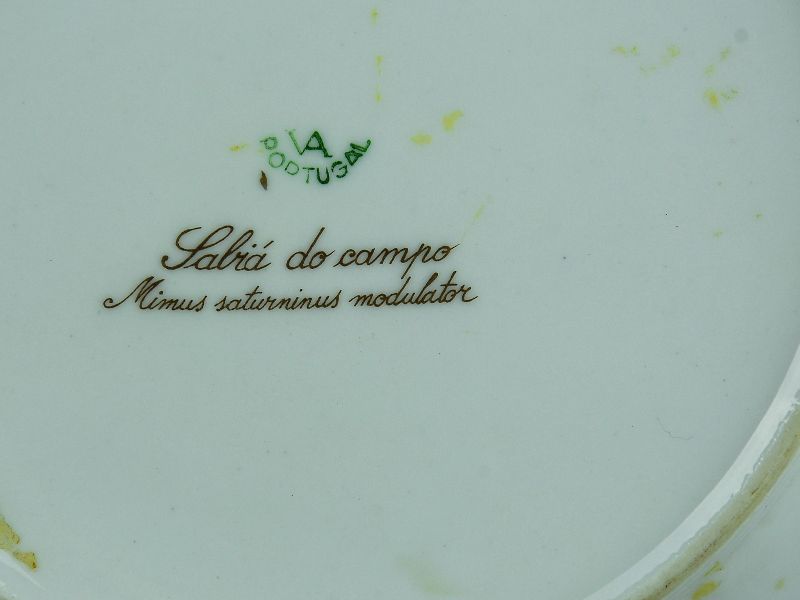 VA
PORTUGAL
Sabiá do campo
Mimus saturninus modulator